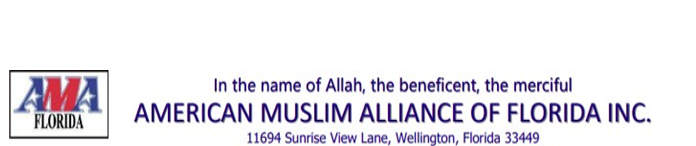 AMA
FLORIDA
In the name of Allah, the beneficent, the merciful
AMERICAN MUSLIM ALLIANCE OF FLORIDA INC.
11694 Sunrise View Lane, Wellington, Florida 33449